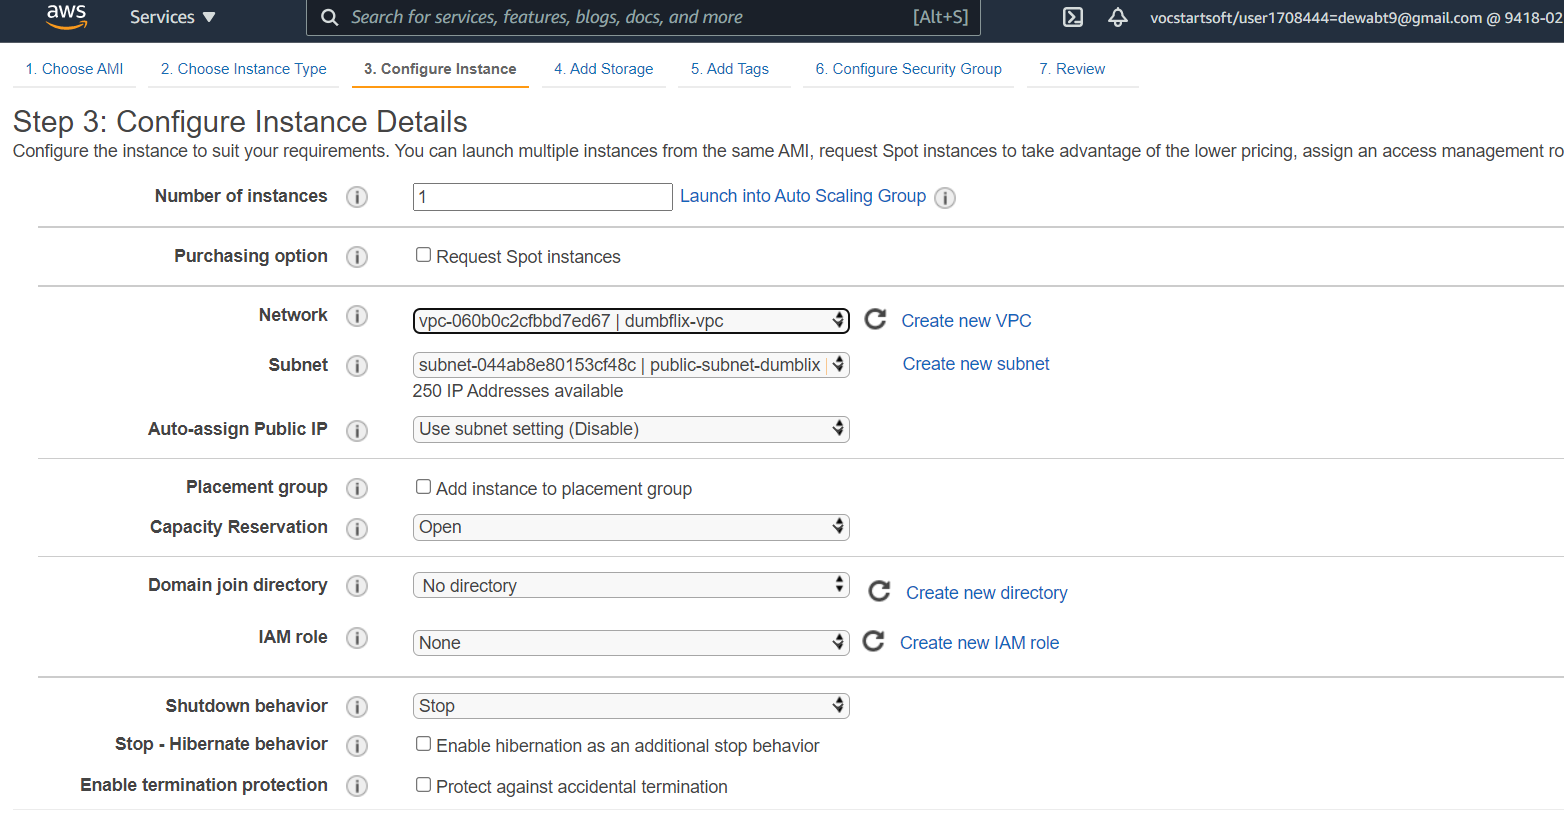 aws Services Search for services, features, blogs, docs, and more [Alt+S] vocstartsoft/user1708444=dewabt9@gmail.com @ 9418-02
1. Choose AMI 2. Choose Instance Type 3. Configure Instance 4. Add Storage 5. Add Tags 6. Configure Security Group 7. Review
Step 3: Configure Instance Details
Configure the instance to suit your requirements. You can launch multiple instances from the same AMI, request Spot instances to take advantage of the lower pricing, assign an access management ro
Number of instances i 1 Launch into Auto Scaling Group i
Purchasing option i Request Spot instances
Network i vpc-060b0c2cfbbd7ed67 | dumbflix-vpc Create new VPC
Subnet i subnet-044ab8e80153cf48c | public-subnet-dumblix Create new subnet
250 IP Addresses available
Auto-assign Public IP i Use subnet setting (Disable)
Placement group i Add instance to placement group
Capacity Reservation i Open
Domain join directory i No directory Create new directory
IAM role i None Create new IAM role
Shutdown behavior i Stop
Stop - Hibernate behavior i Enable hibernation as an additional stop behavior
Enable termination protection i Protect against accidental termination